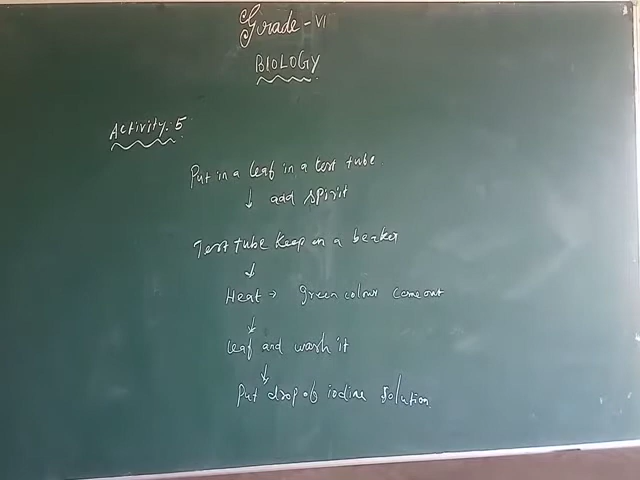 Grade - VI
BIOLOGY
Activity: 5
Put in a leaf in a test tube
↓ add spirit
Test tube keep in a beaker
↓
Heat → green colour come out
↓
leaf and wash it
↓
Put drop of iodine solution